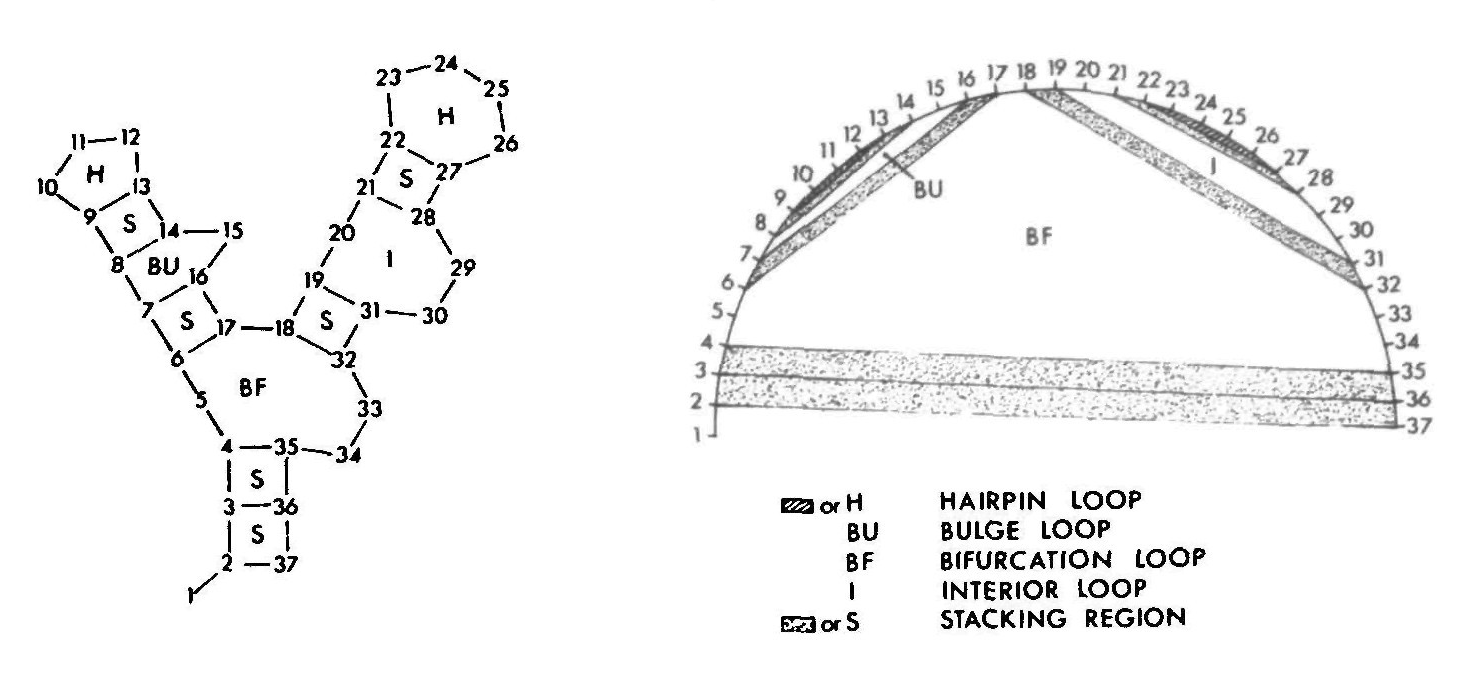 24
23
25
H
22
26
11 12
H
S
27
10
13
21
9
28
S
14 15
20
8
BU
I
29
16
19
7
31
30
S
17
18
S
6
32
BF
5
33
4 35
34
S
3 36
S
2 37
1
1 2 3 4 5 6 7 8 9 10 11 12 13 14 15 16 17 18 19 20 21 22 23 24 25 26 27 28 29 30 31 32 33 34 35 36 37
BU
I
BF
or H HAIRPIN LOOP
BU BULGE LOOP
BF BIFURCATION LOOP
I INTERIOR LOOP
or S STACKING REGION